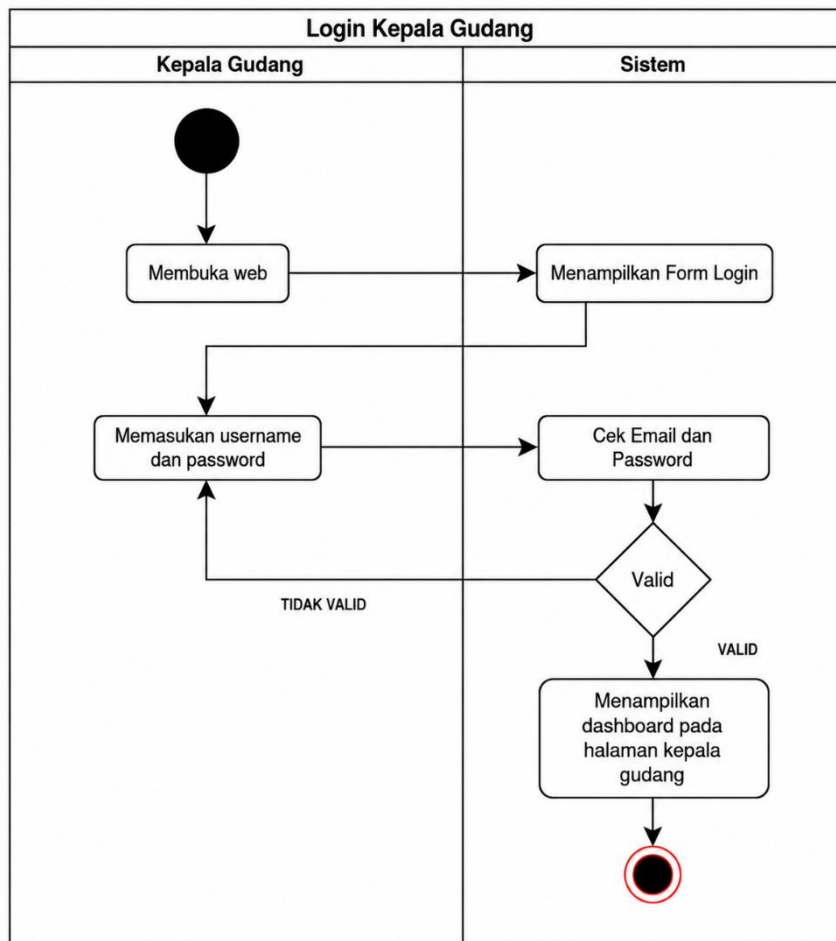 Login Kepala Gudang
Kepala Gudang
Sistem
Membuka web
Menampilkan Form Login
Memasukan username
dan password
Cek Email dan
Password
Valid
TIDAK VALID
VALID
Menampilkan
dashboard pada
halaman kepala
gudang